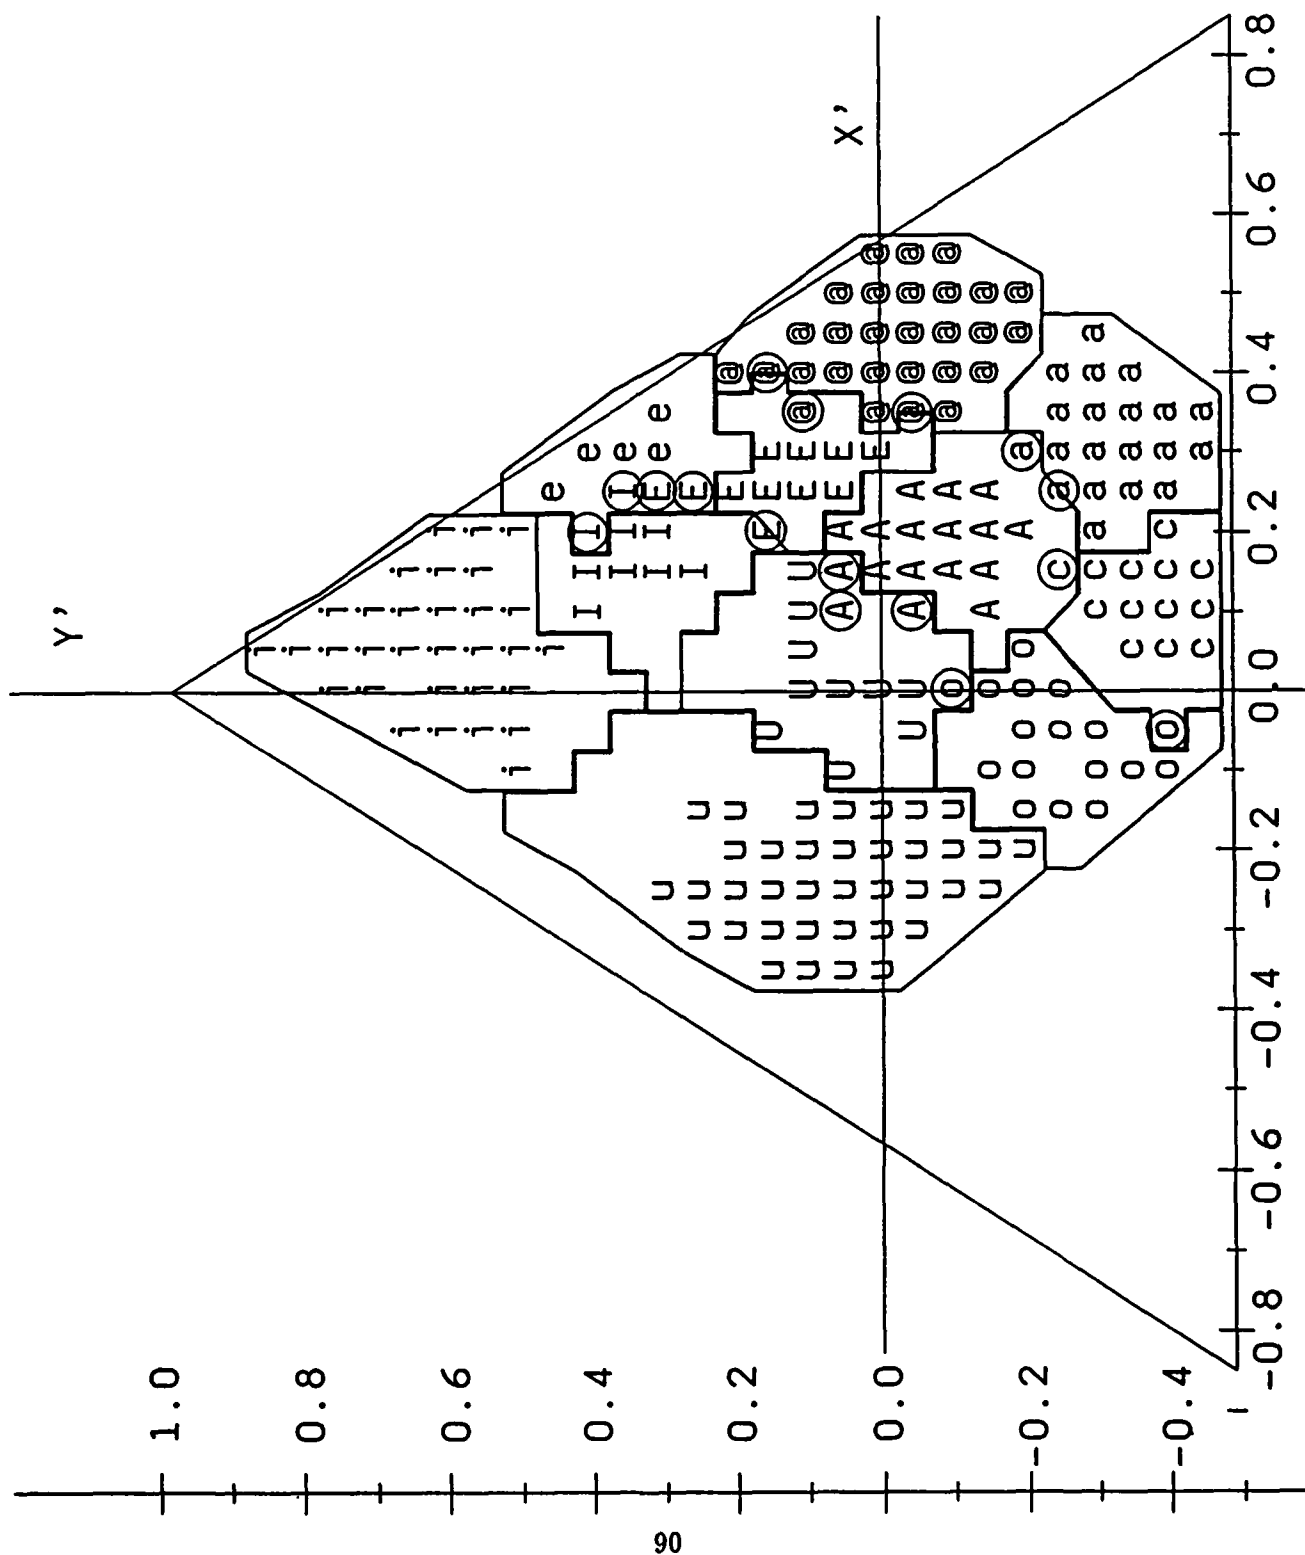 Y'
1.0
i
i
0.8
i i i
i i i
i i i i
0.6
i i i i i
i i i i i i
i i i i i i i
i e
0.4
I I I e
I I I e
u I I E e e
u u u I E
0.2
u u u u E @
u u u u U E E E @
u u u u u U U U U E E @ @
X'
u u u u u U U A A A E E @ @ @
0.0
u u u u u U A A E @ @ @ @ @
u u u u U U A A A A @ @ @ @ @
u u u o A A A @ @ @ @ @
u u o o A A A A @ @ @
-0.2
u o o o o o A a @ @
o o o c a a a a
o o o c c a a a a a a
o c c c a a a a
-0.4
o o c c c c a a a
c c c a a
-0.8 -0.6 -0.4 -0.2 0.0 0.2 0.4 0.6 0.8
90